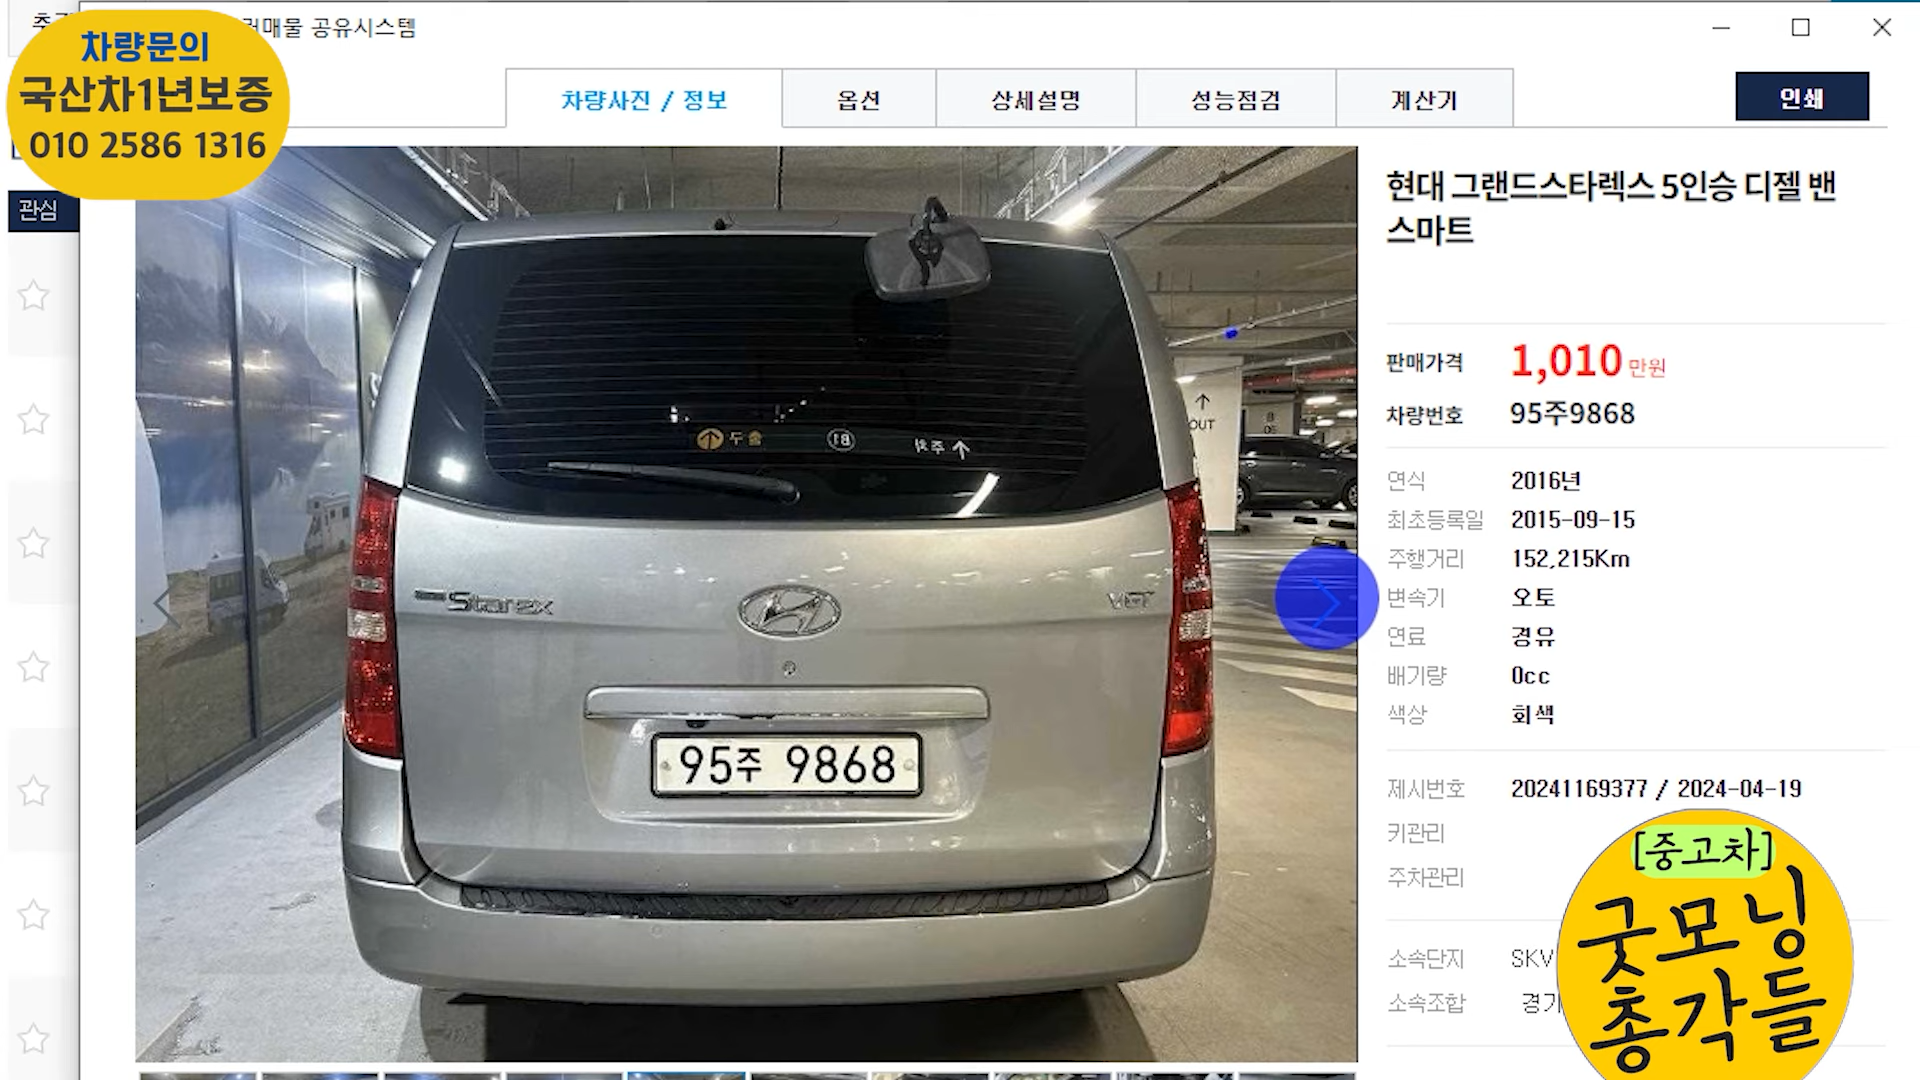 차량문의
국산차1년보증
010 2586 1316
매물 공유시스템
차량사진 / 정보
옵션
상세설명
성능점검
계산기
인쇄
관심
현대 그랜드스타렉스 5인승 디젤 밴
스마트
판매가격 1,010 만원
차량번호 95주9868
연식 2016년
최초등록일 2015-09-15
주행거리 152,215Km
변속기 오토
연료 경유
배기량 0cc
색상 회색
제시번호 20241169377 / 2024-04-19
키관리
주차관리
소속단지 SKV
소속조합 경기
OUT
B1
Starex
VGT
95주 9868
[중고차]
굿모닝
총각들